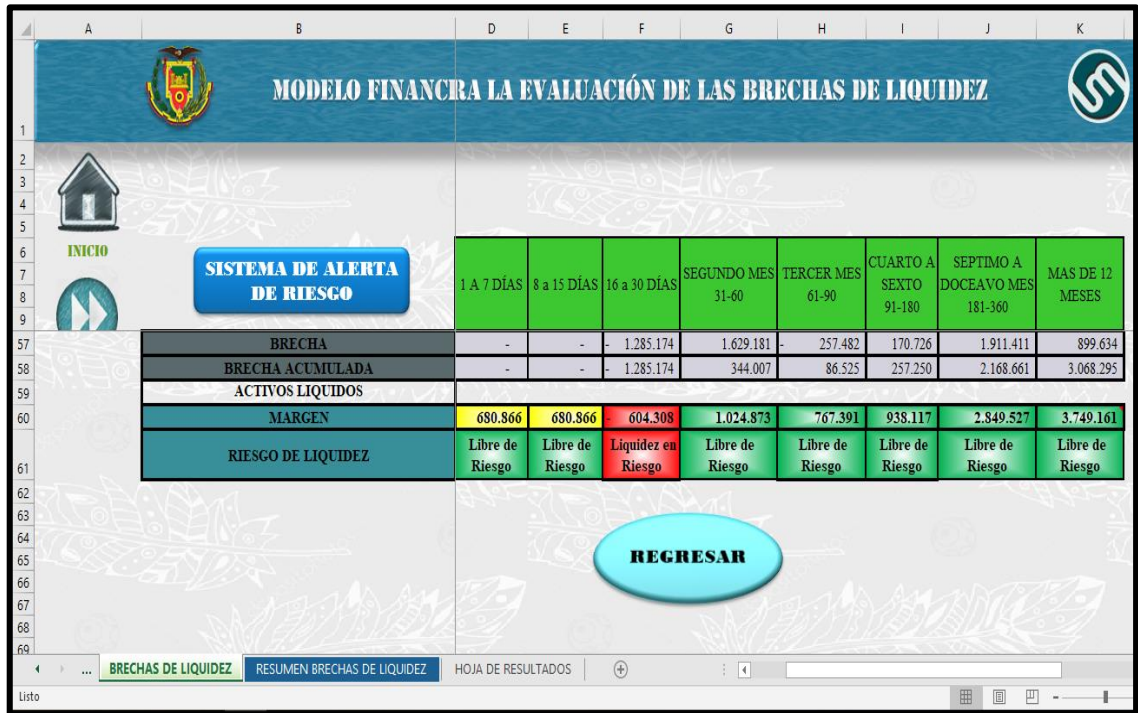 A B D E F G H I J K
1
MODELO FINANCRA LA EVALUACIÓN DE LAS BRECHAS DE LIQUIDEZ
2
3
4
5
6
7
8
9
INICIO
SISTEMA DE ALERTA
DE RIESGO
1 A 7 DÍAS 8 a 15 DÍAS 16 a 30 DÍAS SEGUNDO MES 31-60 TERCER MES 61-90 CUARTO A SEXTO 91-180 SEPTIMO A DOCEAVO MES 181-360 MAS DE 12 MESES
57 BRECHA - - - 1.285.174 1.629.181 - 257.482 170.726 1.911.411 899.634
58 BRECHA ACUMULADA - - - 1.285.174 344.007 86.525 257.250 2.168.661 3.068.295
59 ACTIVOS LIQUIDOS
60 MARGEN 680.866 680.866 - 604.308 1.024.873 767.391 938.117 2.849.527 3.749.161
61 RIESGO DE LIQUIDEZ Libre de Riesgo Libre de Riesgo Liquidez en Riesgo Libre de Riesgo Libre de Riesgo Libre de Riesgo Libre de Riesgo Libre de Riesgo
62
63
64
65
66
67
68
69
REGRESAR
... BRECHAS DE LIQUIDEZ RESUMEN BRECHAS DE LIQUIDEZ HOJA DE RESULTADOS
Listo